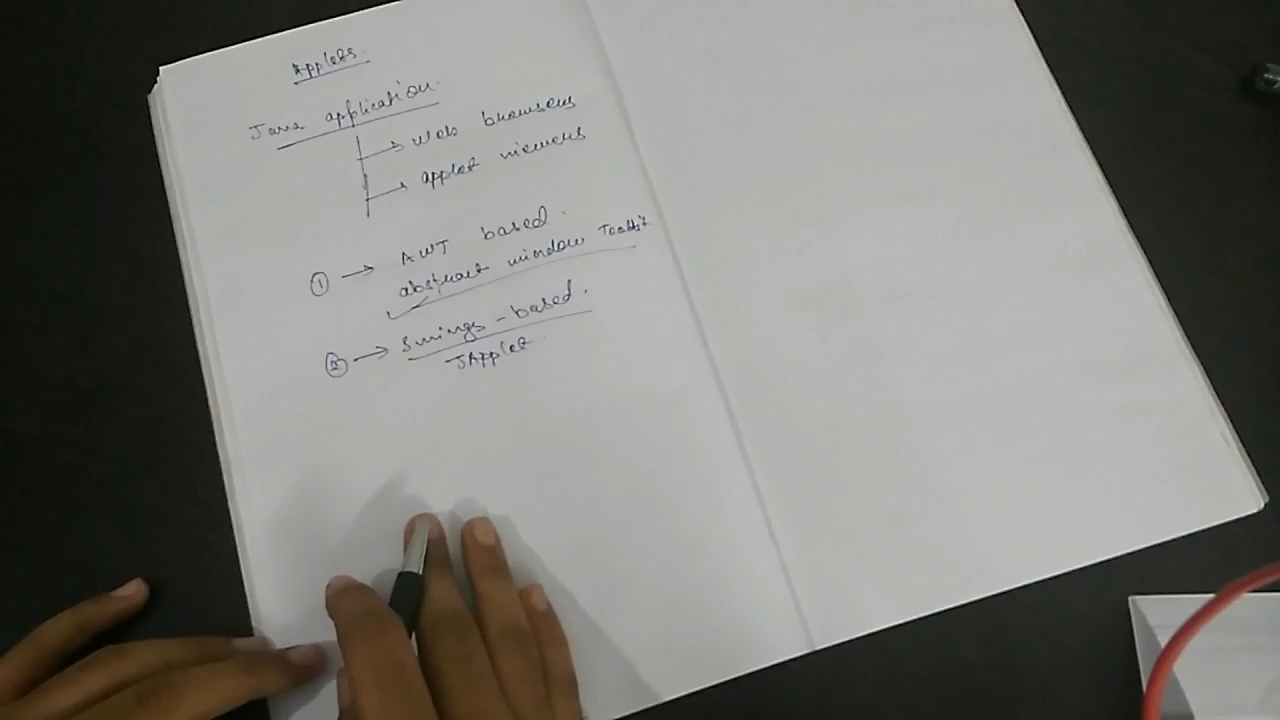 Applets.
Java application.
→ web browsers
→ applet viewers
① → AWT based.
abstract window Toolkit
② → Swings - based.
JApplet